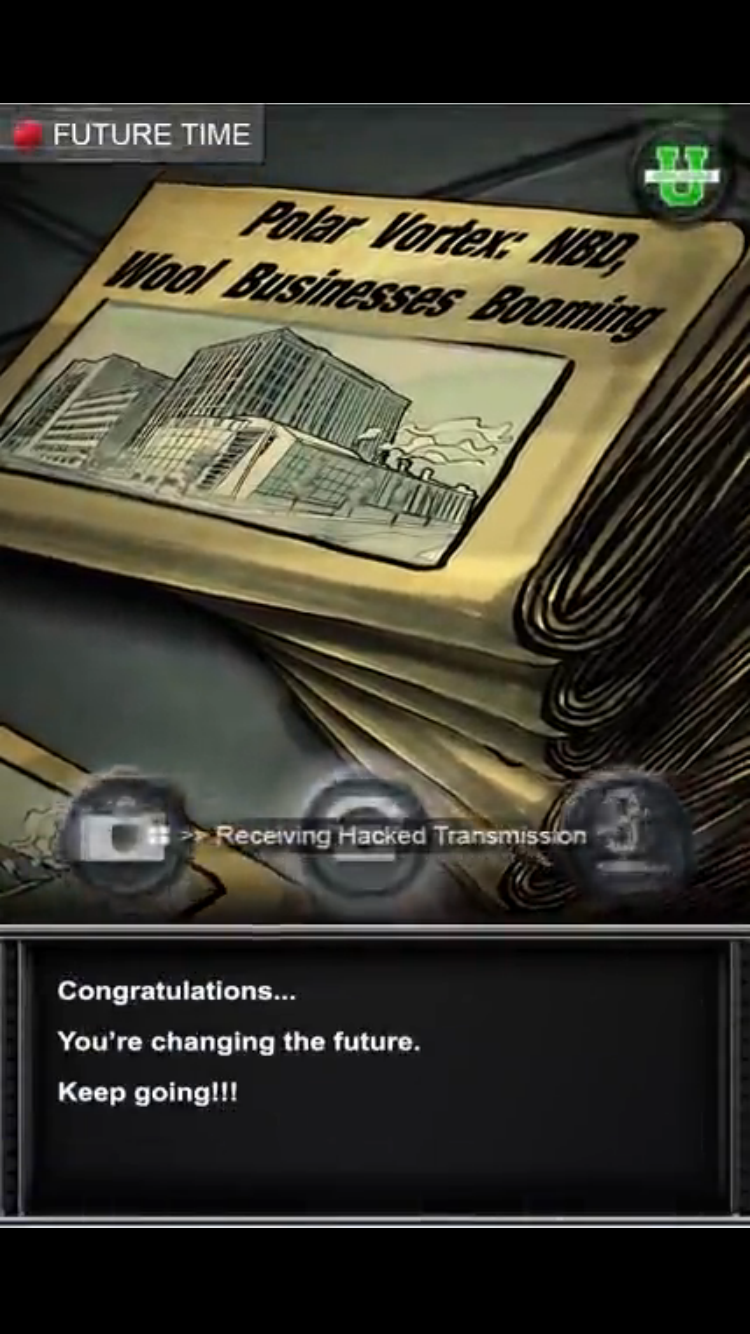 FUTURE TIME
U
Polar Vortex: NBD,
Wool Businesses Booming
>> Receiving Hacked Transmission
Congratulations...
You're changing the future.
Keep going!!!